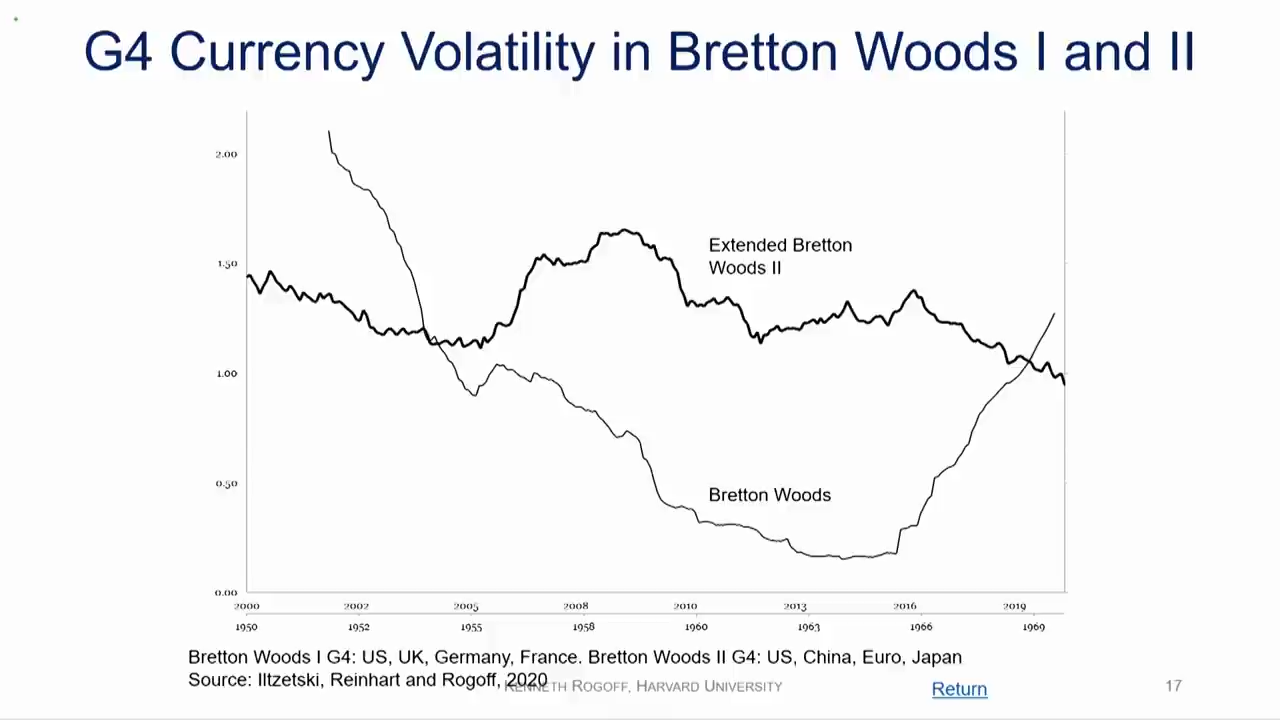 G4 Currency Volatility in Bretton Woods I and II
2.00
1.50
1.00
0.50
0.00
Extended Bretton
Woods II
Bretton Woods
2000 2002 2005 2008 2010 2013 2016 2019
1950 1952 1955 1958 1960 1963 1966 1969
Bretton Woods I G4: US, UK, Germany, France. Bretton Woods II G4: US, China, Euro, Japan
Source: Iltzetski, Reinhart and Rogoff, 2020
KENNETH ROGOFF, HARVARD UNIVERSITY
Return
17